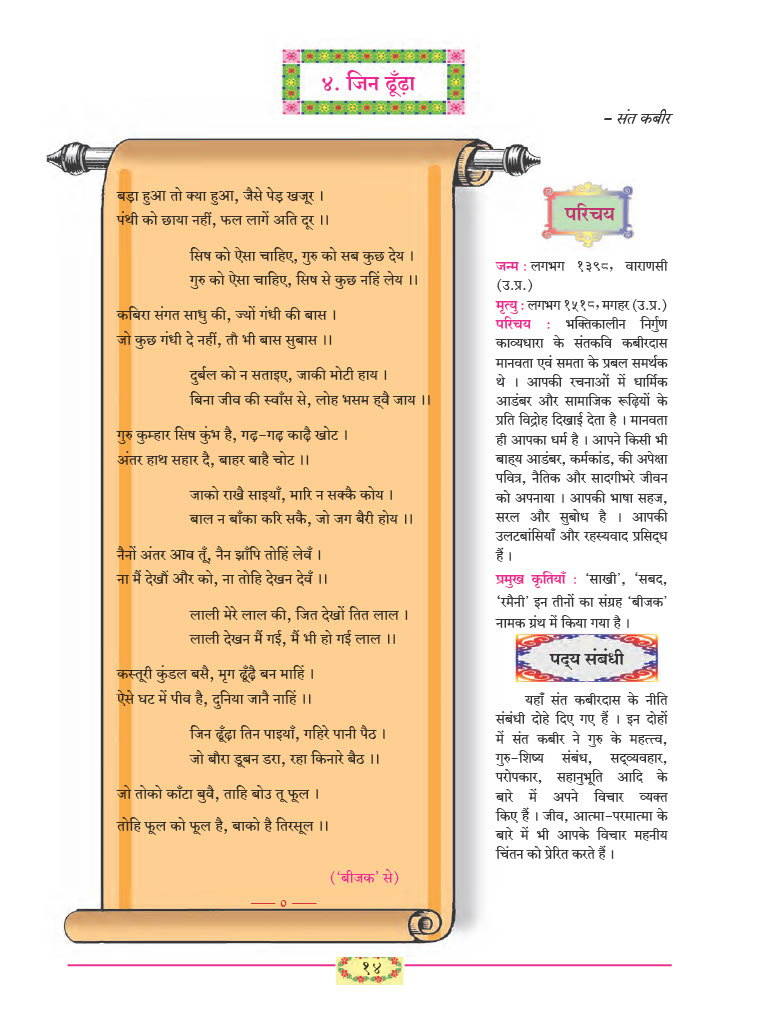 ४. जिन ढूँढ़ा
– संत कबीर
बड़ा हुआ तो क्या हुआ, जैसे पेड़ खजूर ।
पंथी को छाया नहीं, फल लागें अति दूर ।।
सिष को ऐसा चाहिए, गुरु को सब कुछ देय ।
गुरु को ऐसा चाहिए, सिष से कुछ नहिं लेय ।।
कबिरा संगत साधु की, ज्यों गंधी की बास ।
जो कुछ गंधी दे नहीं, तौ भी बास सुबास ।।
दुर्बल को न सताइए, जाकी मोटी हाय ।
बिना जीव की स्वाँस से, लोह भसम ह्वै जाय ।।
गुरु कुम्हार सिष कुंभ है, गढ़-गढ़ काढ़ै खोट ।
अंतर हाथ सहार दै, बाहर बाहै चोट ।।
जाको राखै साइयाँ, मारि न सक्कै कोय ।
बाल न बाँका करि सकै, जो जग बैरी होय ।।
नैनों अंतर आव तूँ, नैन झाँपि तोहिं लेवँ ।
ना मैं देखौं और को, ना तोहि देखन देवँ ।।
लाली मेरे लाल की, जित देखों तित लाल ।
लाली देखन मैं गई, मैं भी हो गई लाल ।।
कस्तूरी कुंडल बसै, मृग ढूँढ़ै बन माहिं ।
ऐसे घट में पीव है, दुनिया जानै नाहिं ।।
जिन ढूँढ़ा तिन पाइयाँ, गहिरे पानी पैठ ।
जो बौरा डूबन डरा, रहा किनारे बैठ ।।
जो तोको काँटा बुवै, ताहि बोउ तू फूल ।
तोहि फूल को फूल है, बाको है तिरसूल ।।
(‘बीजक’ से)
— ० —
परिचय
जन्म : लगभग १३९८, वाराणसी
(उ.प्र.)
मृत्यु : लगभग १५१८, मगहर (उ.प्र.)
परिचय : भक्तिकालीन निर्गुण
काव्यधारा के संतकवि कबीरदास
मानवता एवं समता के प्रबल समर्थक
थे । आपकी रचनाओं में धार्मिक
आडंबर और सामाजिक रूढ़ियों के
प्रति विद्रोह दिखाई देता है । मानवता
ही आपका धर्म है । आपने किसी भी
बाह्य आडंबर, कर्मकांड, की अपेक्षा
पवित्र, नैतिक और सादगीभरे जीवन
को अपनाया । आपकी भाषा सहज,
सरल और सुबोध है । आपकी
उलटबांसियाँ और रहस्यवाद प्रसिद्ध
हैं ।
प्रमुख कृतियाँ : ‘साखी’, ‘सबद,
‘रमैनी’ इन तीनों का संग्रह ‘बीजक’
नामक ग्रंथ में किया गया है ।
पद्य संबंधी
यहाँ संत कबीरदास के नीति
संबंधी दोहे दिए गए हैं । इन दोहों
में संत कबीर ने गुरु के महत्त्व,
गुरु-शिष्य संबंध, सद्व्यवहार,
परोपकार, सहानुभूति आदि के
बारे में अपने विचार व्यक्त
किए हैं । जीव, आत्मा-परमात्मा के
बारे में भी आपके विचार महनीय
चिंतन को प्रेरित करते हैं ।
१४